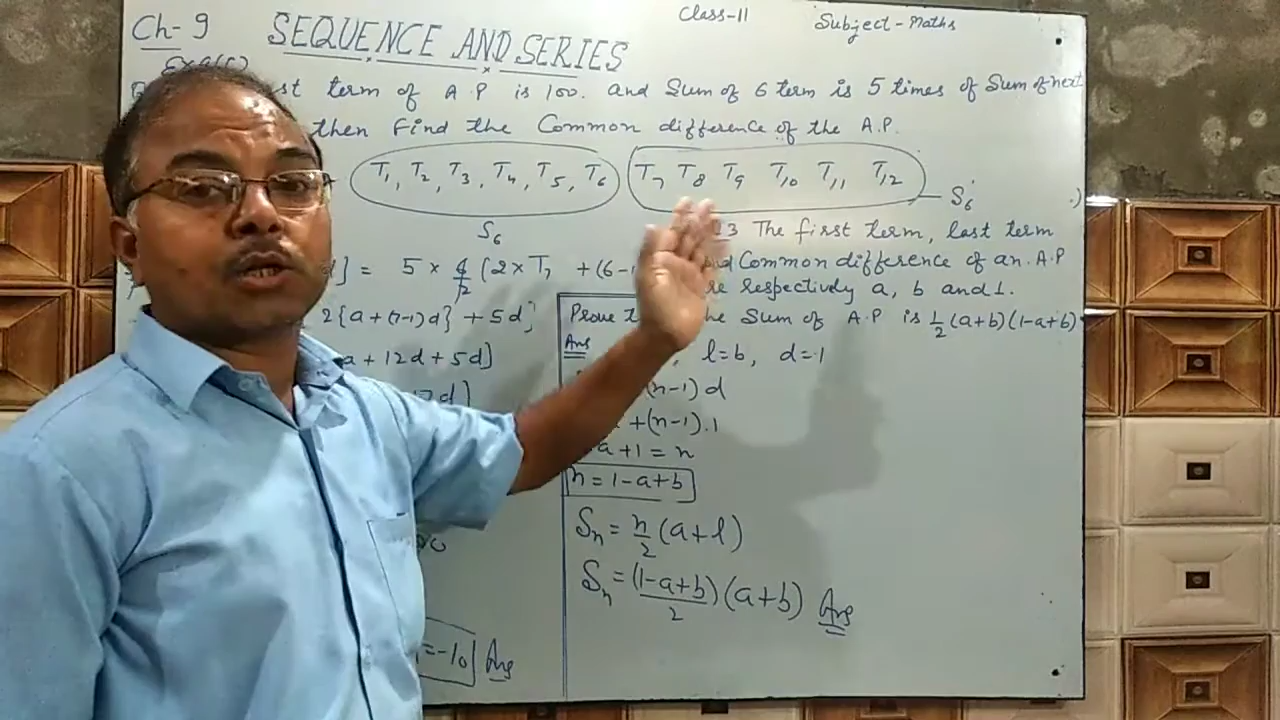 Ch-9 SEQUENCE AND SERIES Class-11 Subject-Maths
st term of A.P is 100. and Sum of 6 term is 5 times of Sum of next
then Find the Common difference of the A.P.
T1, T2, T3, T4, T5, T6 T7 T8 T9 T10 T11 T12 S6
S6
d] = 5 × 6/2 [2×T7 +(6-
2{a+(7-1)d} +5d]
a + 12d + 5d]
d]
=-10 Ans
3 The first term, last term
Common difference of an A.P
respectively a, b and 1.
Prove the Sum of A.P is 1/2(a+b)(1-a+b)
Ans
l=b, d=1
(n-1)d
+(n-1).1
a+1=n
n=1-a+b
Sn = n/2 (a+l)
Sn = (1-a+b)/2 (a+b) Ans